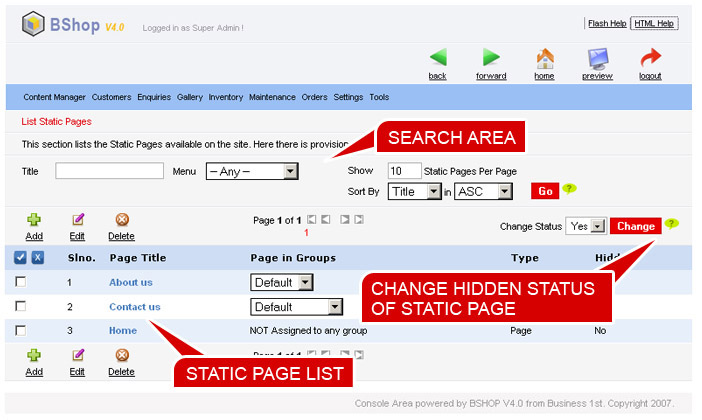 BShop V4.0 Logged in as Super Admin !
Flash Help HTML Help
back forward home preview logout
Content Manager Customers Enquiries Gallery Inventory Maintenance Orders Settings Tools
List Static Pages
This section lists the Static Pages available on the site. Here there is provision
SEARCH AREA
Title Menu -- Any -- Show 10 Static Pages Per Page
Sort By Title in ASC Go ?
Add Edit Delete Page 1 of 1 Change Status Yes Change ?
1
Slno. Page Title Page in Groups Type
1 About us Default
CHANGE HIDDEN STATUS
OF STATIC PAGE
2 Contact us Default
3 Home NOT Assigned to any group Page No
Add Edit Delete Page 1 of 1
STATIC PAGE LIST
Console Area powered by BSHOP V4.0 from Business 1st. Copyright 2007.